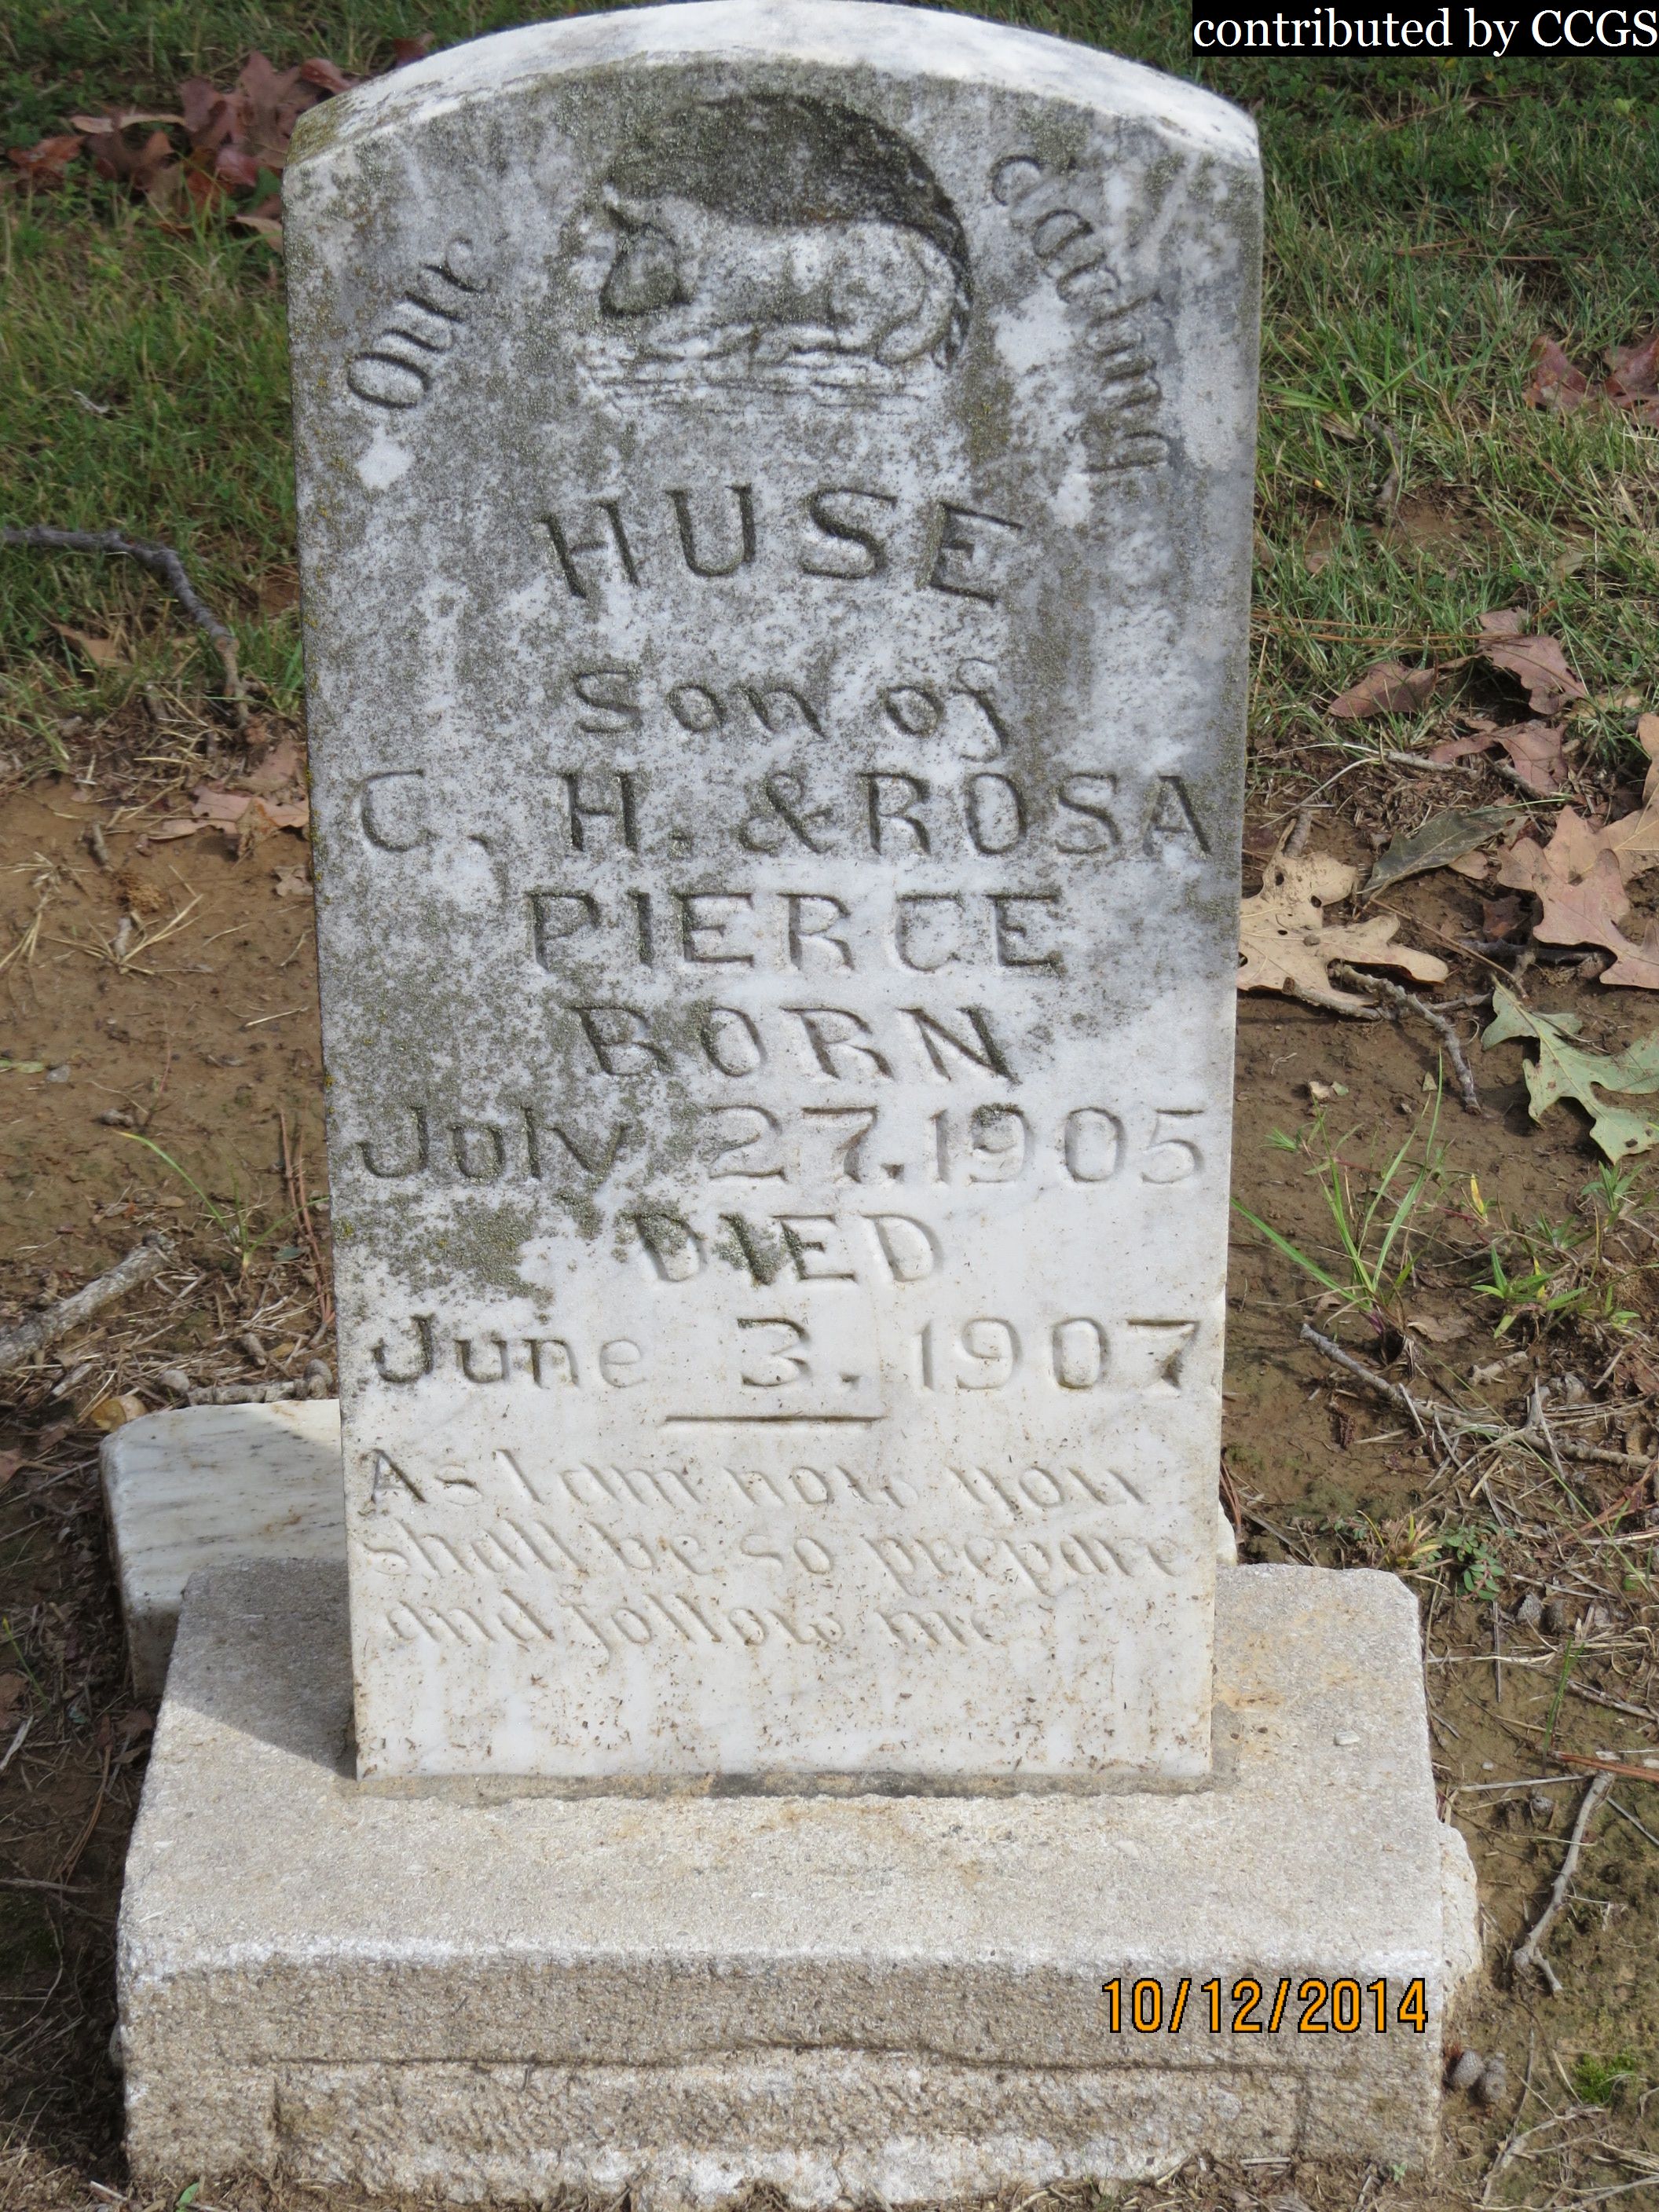 contributed by CCGS
Our darling
HUSE
Son of
C. H. & ROSA
PIERCE
BORN
July 27, 1905
DIED
June 3, 1907
As I am now you
shall be so prepare
and follow me
10/12/2014